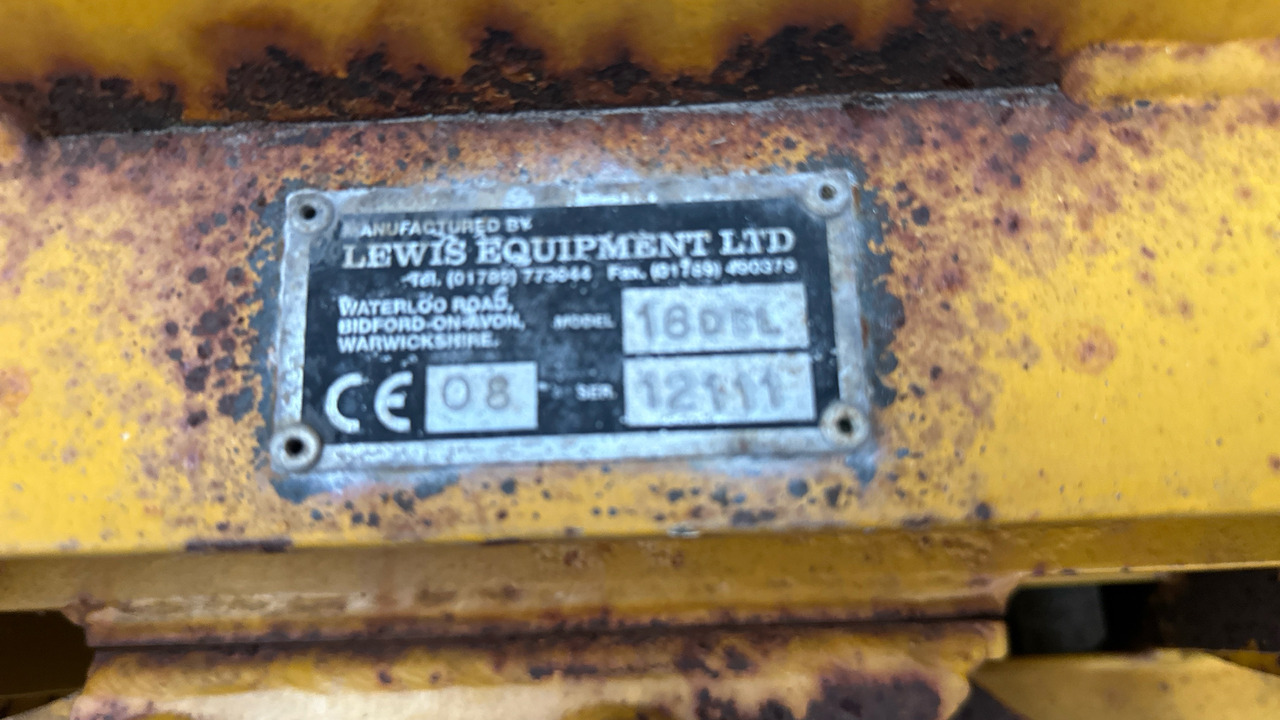 MANUFACTURED BY
LEWIS EQUIPMENT LTD
Tel. (01789) 773044 Fax. (01789) 490379
WATERLOO ROAD,
BIDFORD-ON-AVON,
WARWICKSHIRE.
MODEL 16DBL
CE 08
SER. 12111